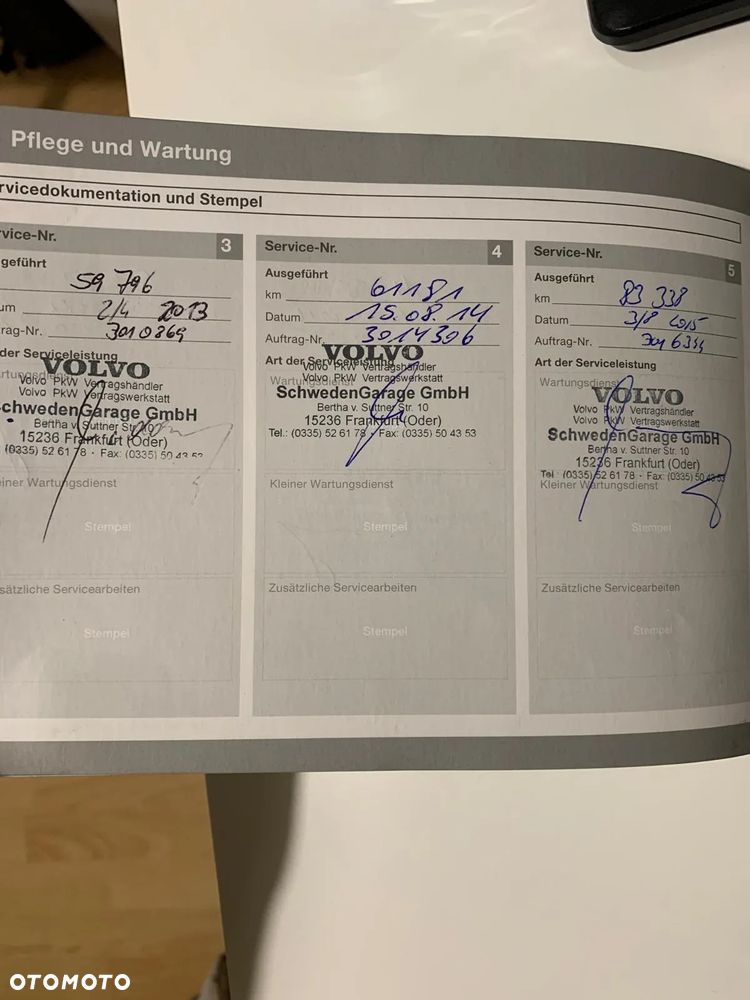 Pflege und Wartung
rvicedokumentation und Stempel
vice-Nr. 3
geführt
59 796
um 2/4 2013
rag-Nr. 3010869
der Serviceleistung
VOLVO
Volvo PkW Vertragshändler
Volvo PkW Vertragswerkstatt
chwedenGarage GmbH
Bertha v. Suttner Str. 10
15236 Frankfurt (Oder)
(0335) 52 61 78 · Fax: (0335) 50 43 53
einer Wartungsdienst
Stempel
sätzliche Servicearbeiten
Stempel
Service-Nr. 4
Ausgeführt
km 61181
Datum 15.08.14
Auftrag-Nr. 3014306
Art der Serviceleistung
Wartungsdienst
VOLVO
Volvo PkW Vertragshändler
Volvo PkW Vertragswerkstatt
SchwedenGarage GmbH
Bertha v. Suttner Str. 10
15236 Frankfurt (Oder)
Tel.: (0335) 52 61 78 · Fax: (0335) 50 43 53
Kleiner Wartungsdienst
Stempel
Zusätzliche Servicearbeiten
Stempel
Service-Nr. 5
Ausgeführt
km 83 338
Datum 3/8 2015
Auftrag-Nr.
Art der Serviceleistung
Wartungsdienst
VOLVO
Volvo PkW Vertragshändler
Volvo PkW Vertragswerkstatt
SchwedenGarage GmbH
Bertha v. Suttner Str. 10
15236 Frankfurt (Oder)
Tel.: (0335) 52 61 78 · Fax: (0335) 50 43 53
Kleiner Wartungsdienst
Stempel
Zusätzliche Servicearbeiten
Stempel
OTOMOTO